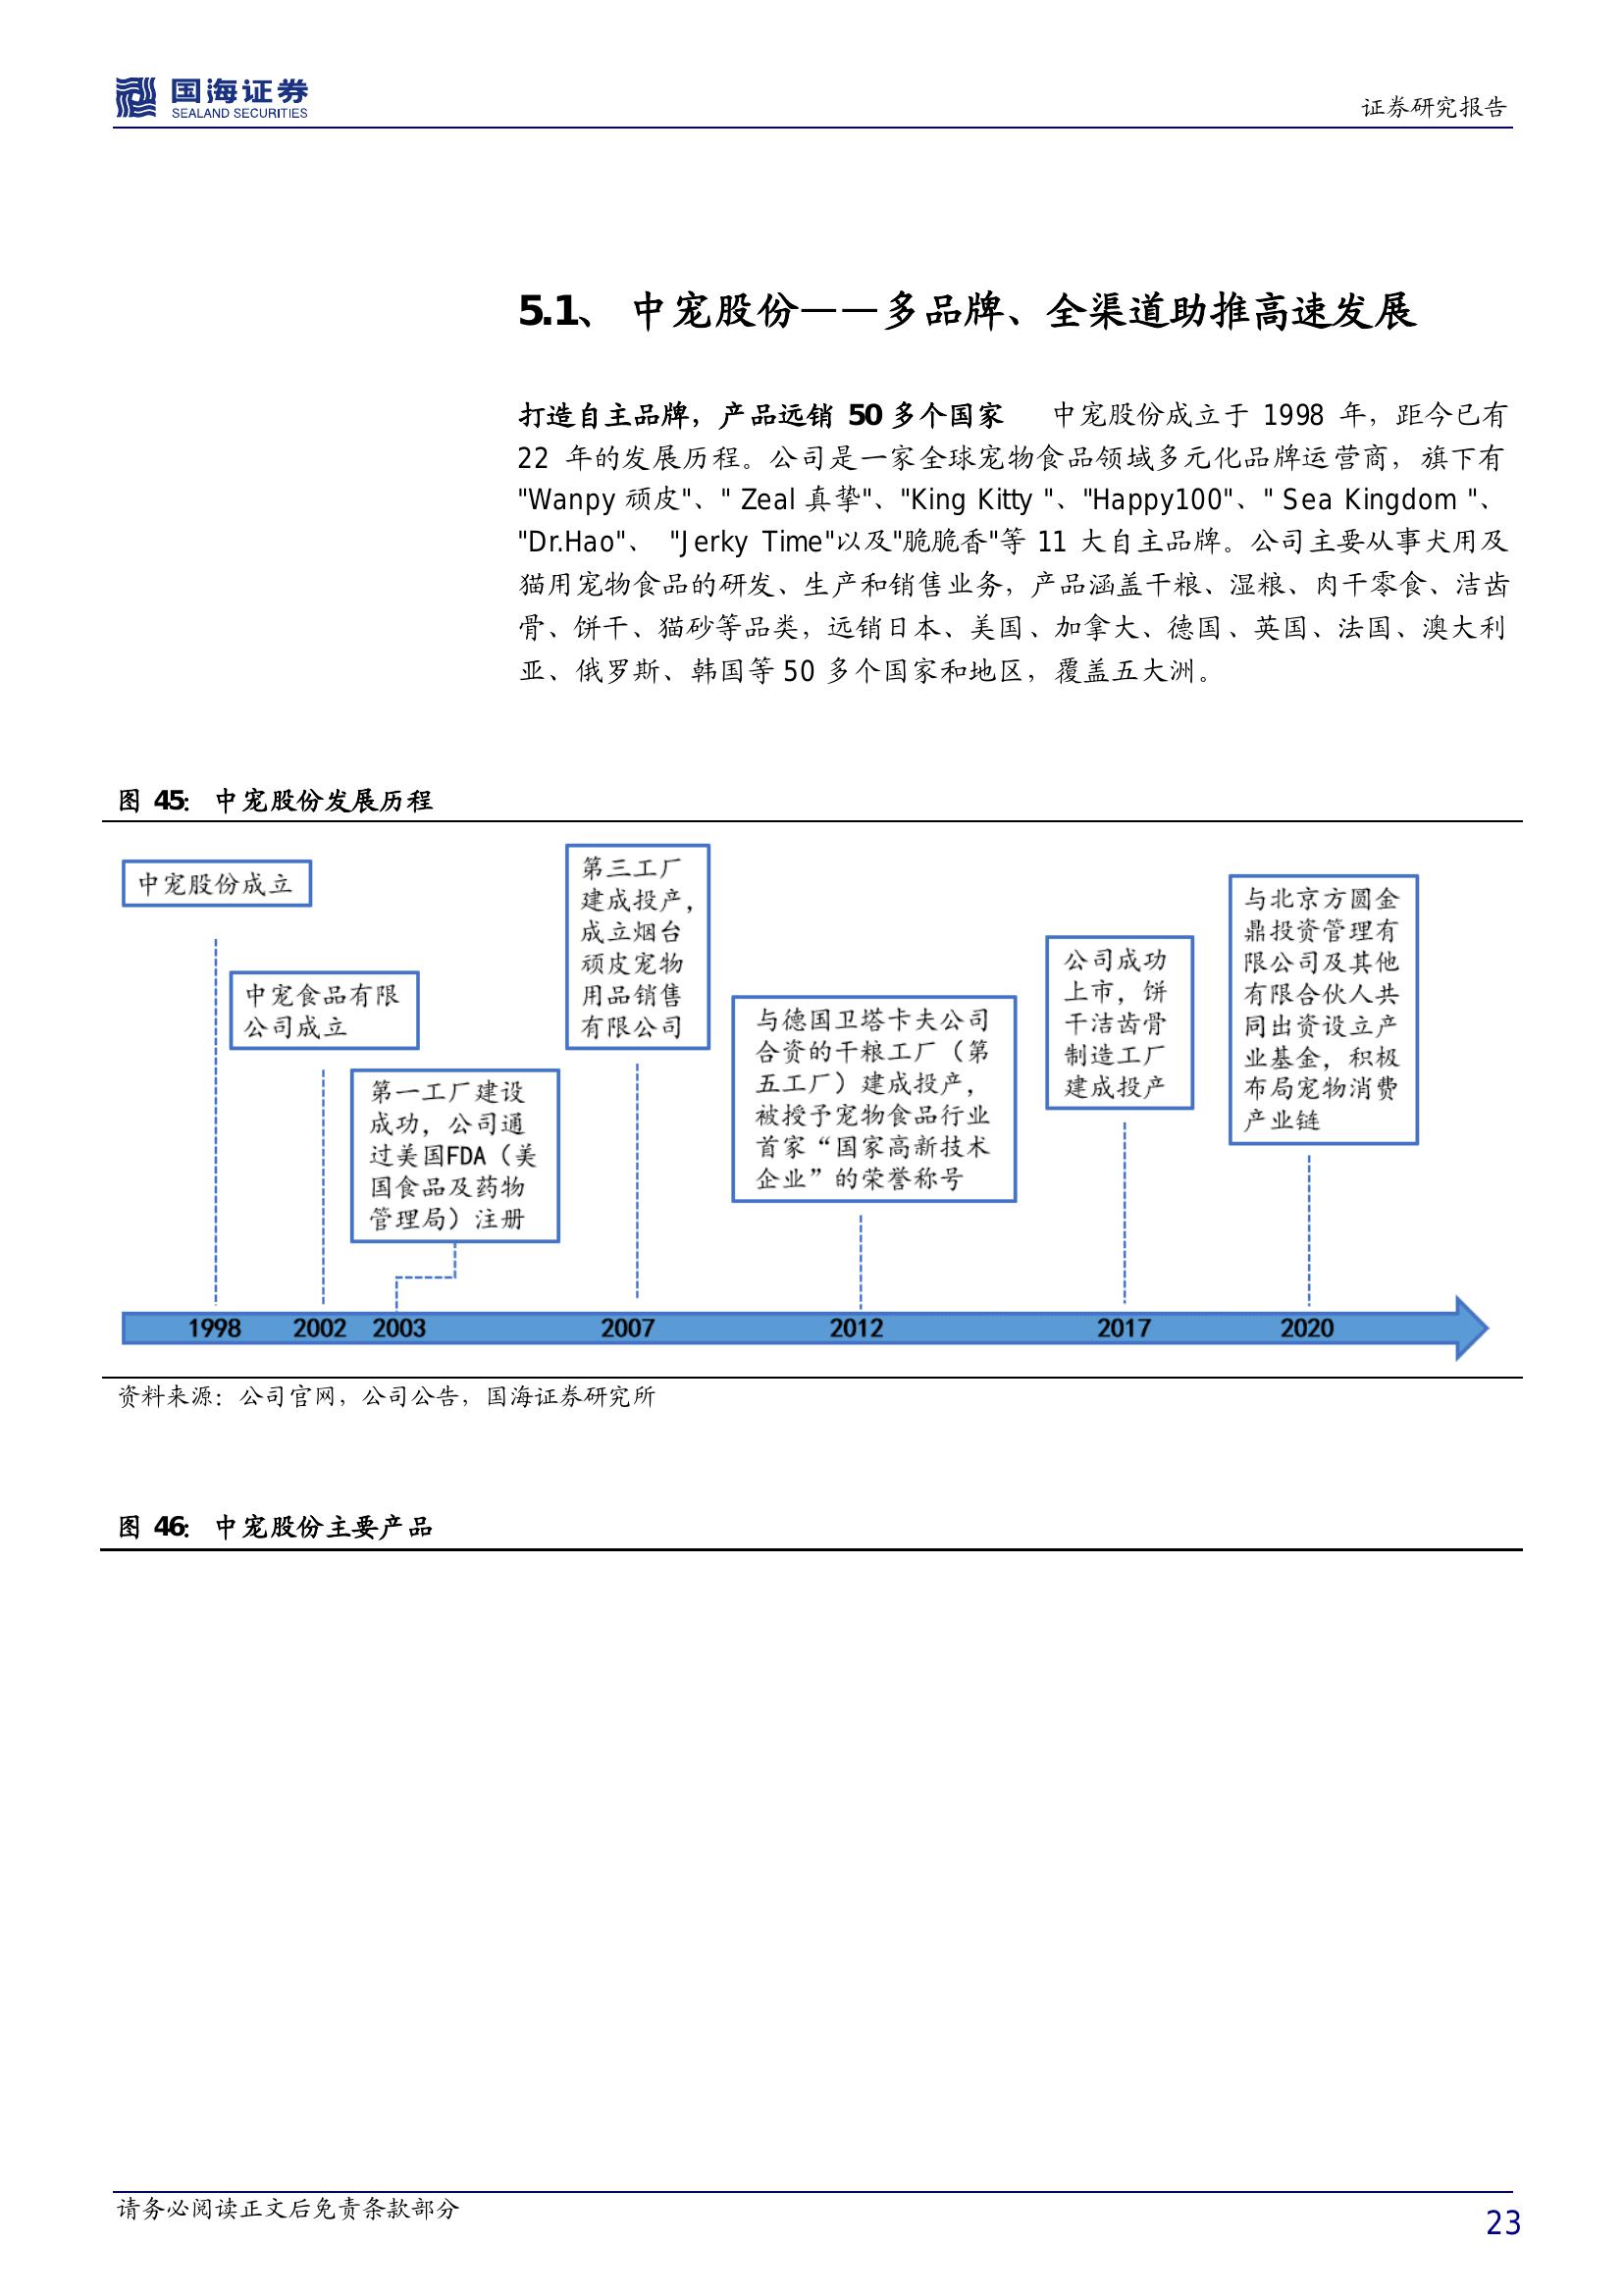 国海证券
SEALAND SECURITIES
证券研究报告
5.1、 中宠股份——多品牌、全渠道助推高速发展
打造自主品牌，产品远销 50 多个国家 中宠股份成立于 1998 年，距今已有
22 年的发展历程。公司是一家全球宠物食品领域多元化品牌运营商，旗下有
"Wanpy 顽皮"、" Zeal 真挚"、"King Kitty "、"Happy100"、" Sea Kingdom "、
"Dr.Hao"、 "Jerky Time"以及"脆脆香"等 11 大自主品牌。公司主要从事犬用及
猫用宠物食品的研发、生产和销售业务，产品涵盖干粮、湿粮、肉干零食、洁齿
骨、饼干、猫砂等品类，远销日本、美国、加拿大、德国、英国、法国、澳大利
亚、俄罗斯、韩国等 50 多个国家和地区，覆盖五大洲。
图 45： 中宠股份发展历程
中宠股份成立
中宠食品有限
公司成立
第一工厂建设
成功，公司通
过美国FDA（美
国食品及药物
管理局）注册
第三工厂
建成投产，
成立烟台
顽皮宠物
用品销售
有限公司
与德国卫塔卡夫公司
合资的干粮工厂（第
五工厂）建成投产，
被授予宠物食品行业
首家“国家高新技术
企业”的荣誉称号
公司成功
上市，饼
干洁齿骨
制造工厂
建成投产
与北京方圆金
鼎投资管理有
限公司及其他
有限合伙人共
同出资设立产
业基金，积极
布局宠物消费
产业链
1998 2002 2003 2007 2012 2017 2020
资料来源：公司官网，公司公告，国海证券研究所
图 46： 中宠股份主要产品
请务必阅读正文后免责条款部分
23